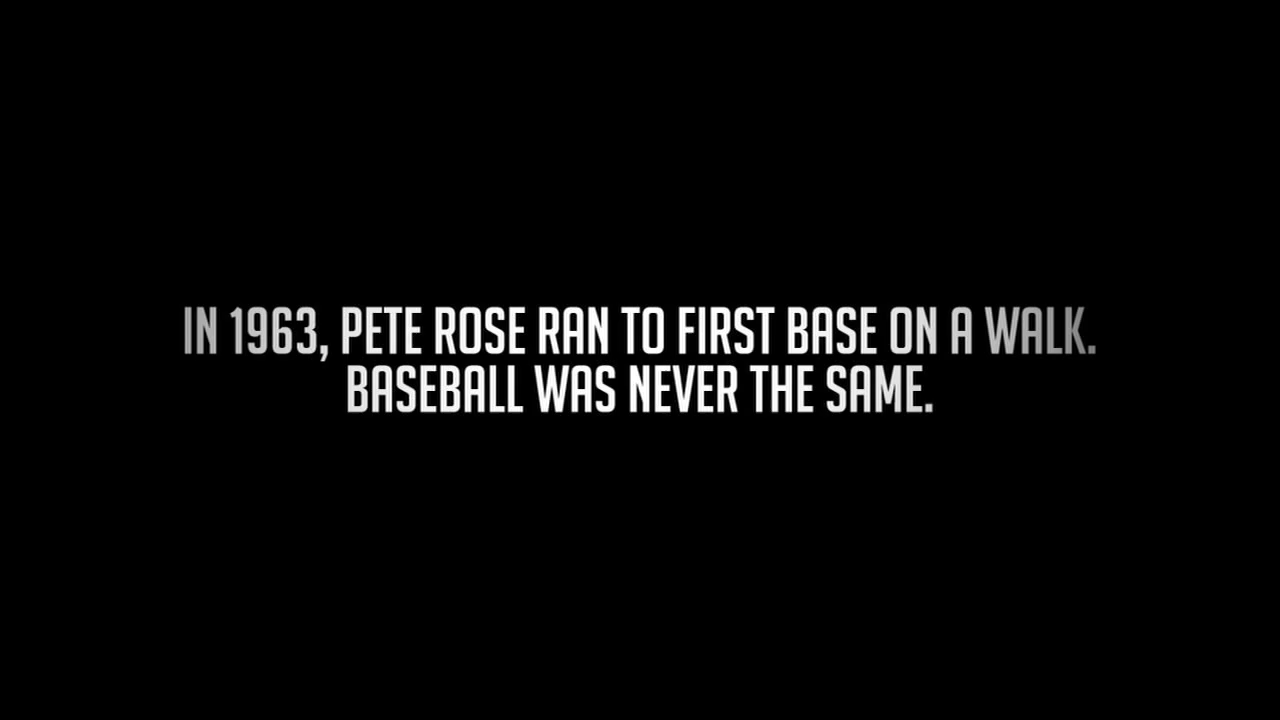 IN 1963, PETE ROSE RAN TO FIRST BASE ON A WALK.
BASEBALL WAS NEVER THE SAME.